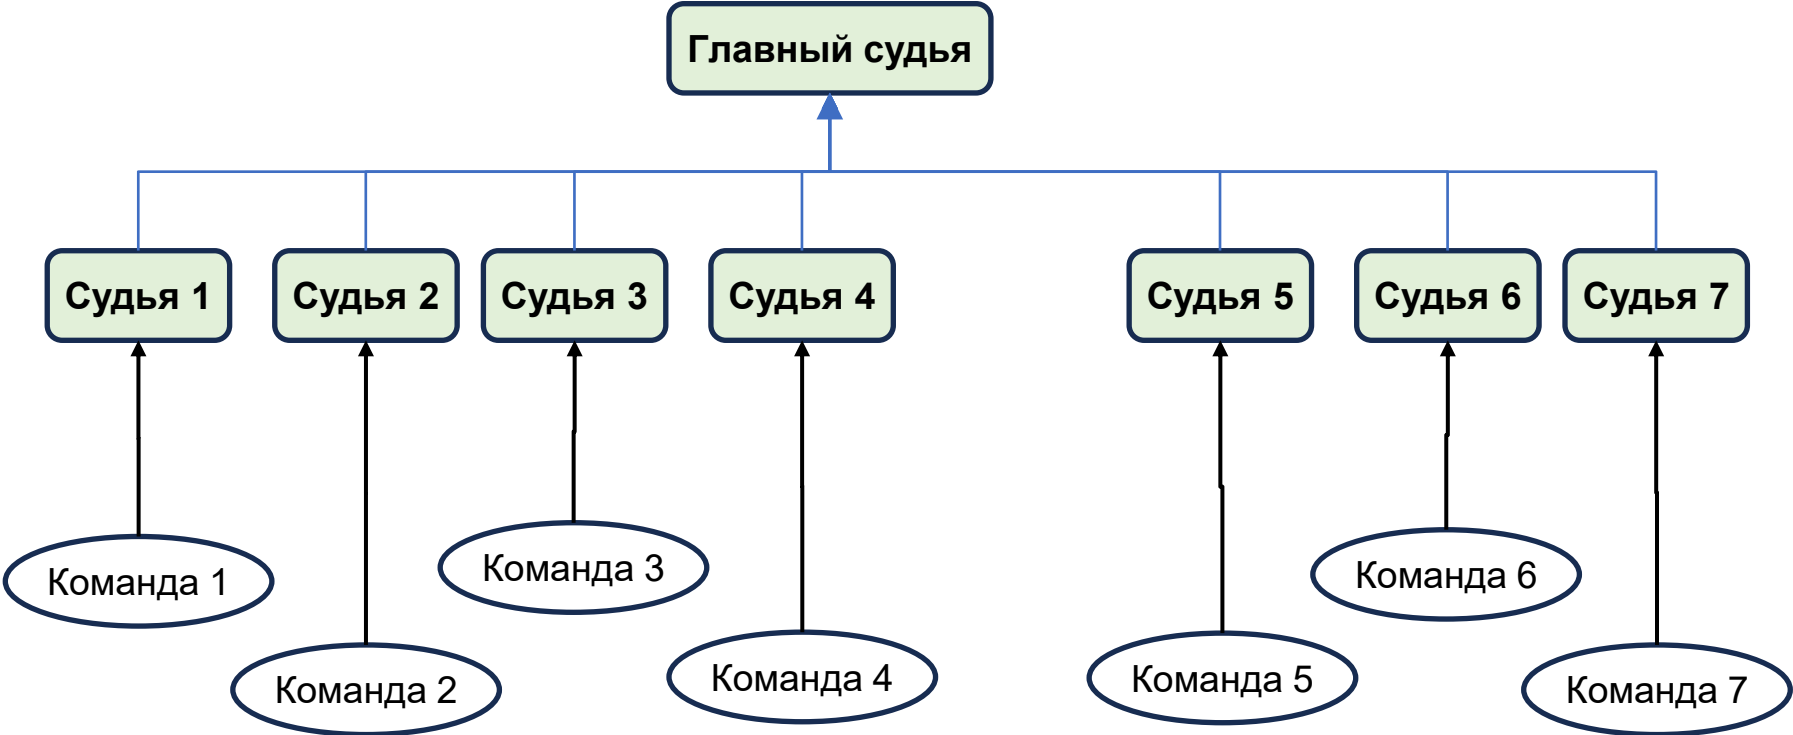 Главный судья
Судья 1
Судья 2
Судья 3
Судья 4
Судья 5
Судья 6
Судья 7
Команда 1
Команда 2
Команда 3
Команда 4
Команда 5
Команда 6
Команда 7